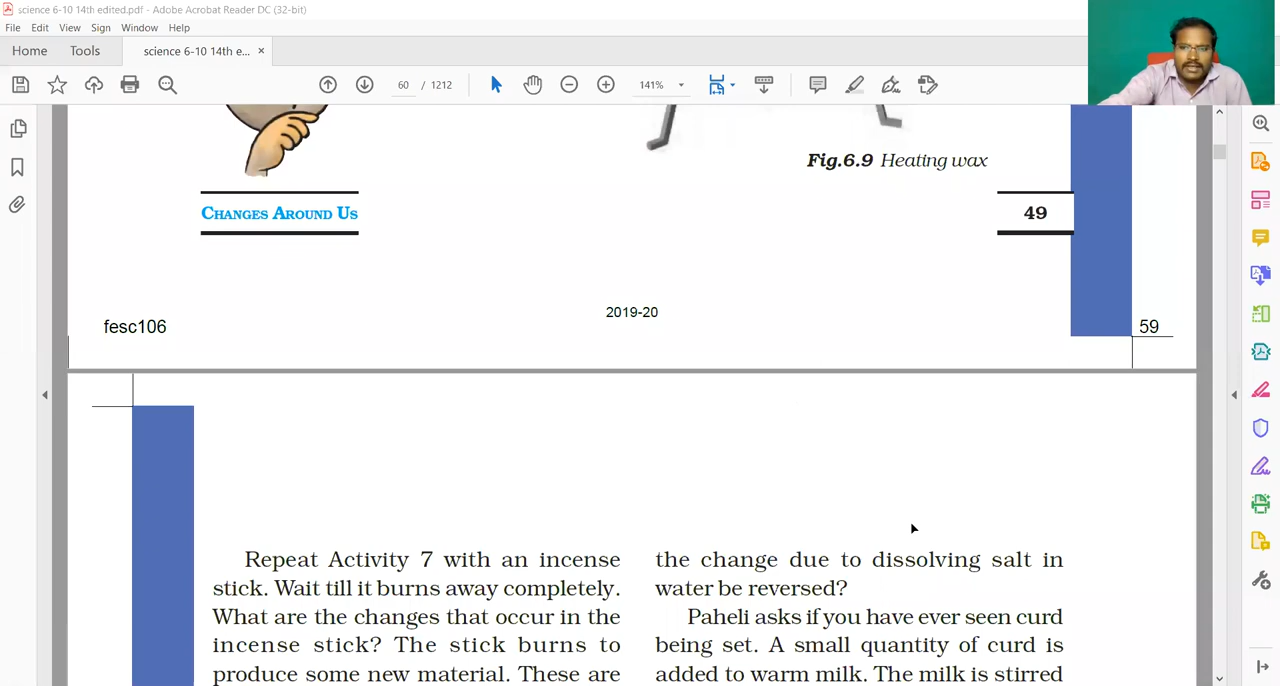 science 6-10 14th edited.pdf - Adobe Acrobat Reader DC (32-bit)
File Edit View Sign Window Help
Home Tools science 6-10 14th e... ×
60 / 1212 141%
Fig.6.9 Heating wax
CHANGES AROUND US
49
2019-20
fesc106
59
Repeat Activity 7 with an incense
stick. Wait till it burns away completely.
What are the changes that occur in the
incense stick? The stick burns to
produce some new material. These are
the change due to dissolving salt in
water be reversed?
Paheli asks if you have ever seen curd
being set. A small quantity of curd is
added to warm milk. The milk is stirred